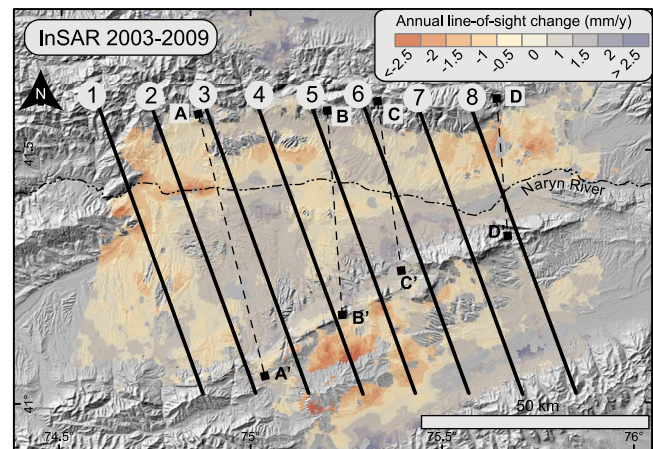 InSAR 2003-2009
Annual line-of-sight change (mm/y)
<-2.5 -2 -1.5 -1 -0.5 0 1 1.5 2 > 2.5
N
1 2 A 3 4 5 B 6 C 7 8 D
41.5
Naryn River
D'
C'
B'
A'
41°
50 km
74.5° 75° 75.5° 76°